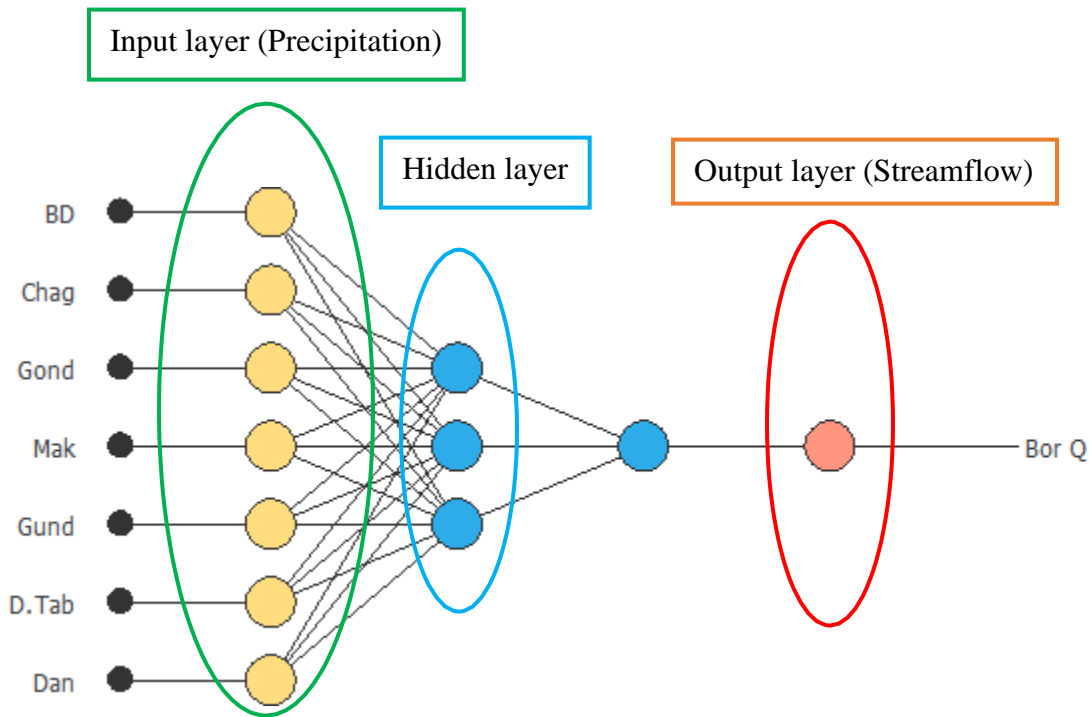 Input layer (Precipitation)
Hidden layer
Output layer (Streamflow)
BD
Chag
Gond
Mak
Gund
D.Tab
Dan
Bor Q